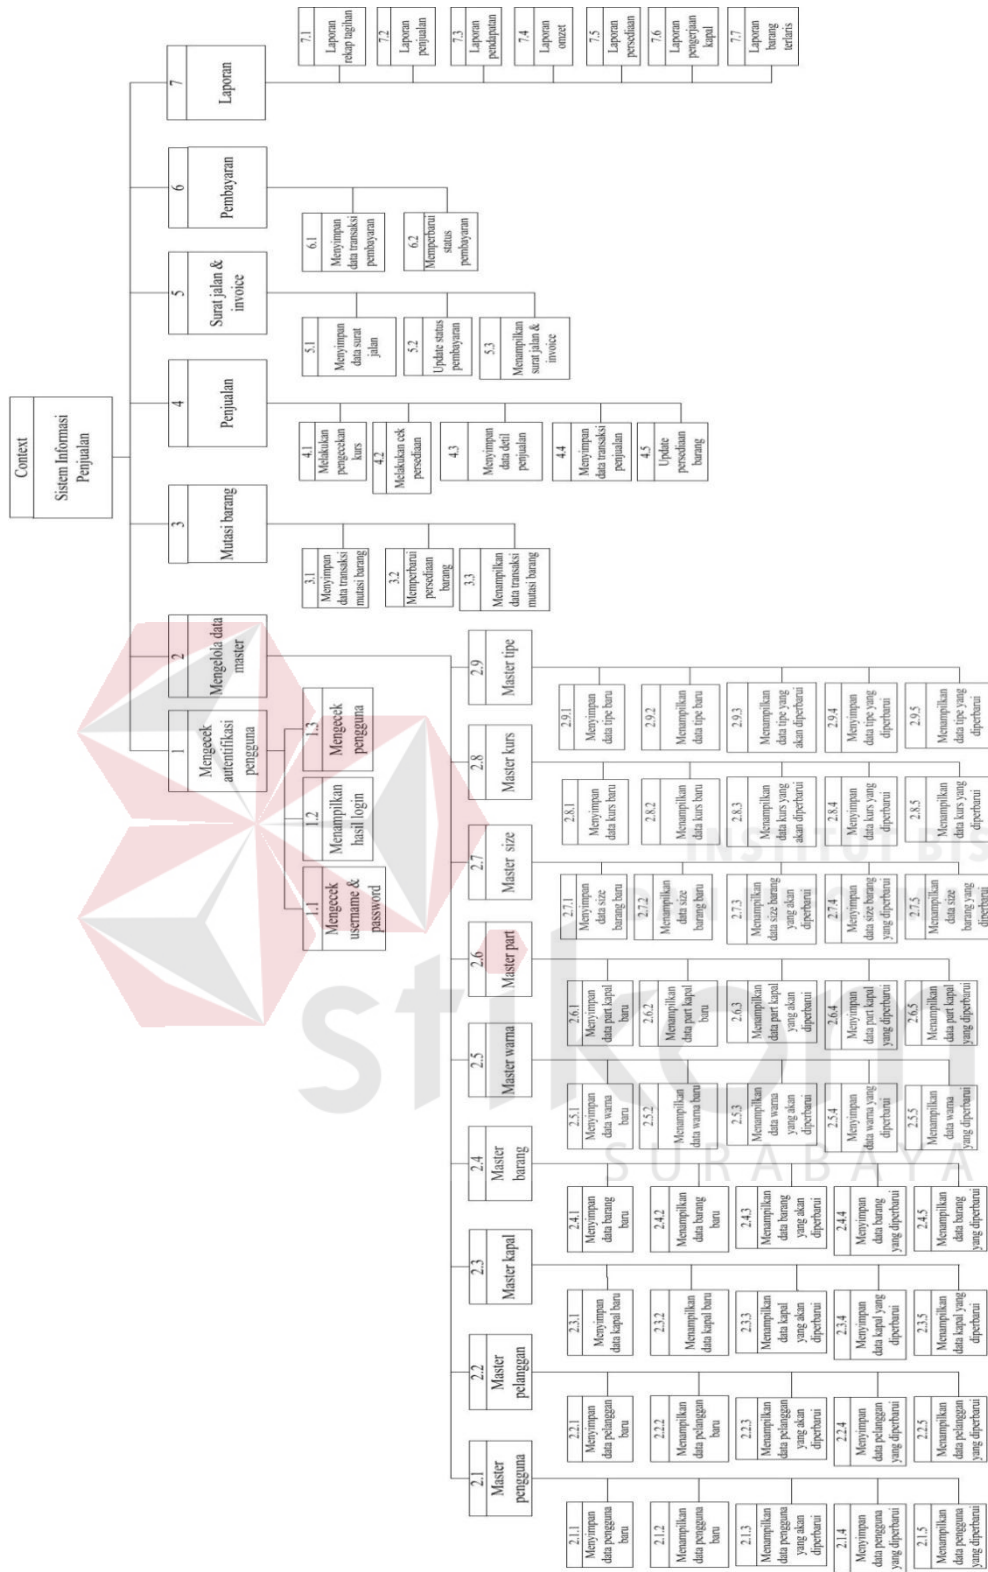 Context
Sistem Informasi
Penjualan
1
Mengecek
autentifikasi
pengguna
2
Mengelola data
master
3
Mutasi barang
4
Penjualan
5
Surat jalan &
invoice
6
Pembayaran
7
Laporan
1.1
Mengecek
username &
password
1.2
Menampilkan
hasil login
1.3
Mengecek
pengguna
3.1
Menyimpan
data transaksi
mutasi barang
3.2
Memperbarui
persediaan
barang
3.3
Menampilkan
data transaksi
mutasi barang
4.1
Melakukan
pengecekan
kurs
4.2
Melakukan cek
persediaan
4.3
Menyimpan
data detil
penjualan
4.4
Menyimpan
data transaksi
penjualan
4.5
Update
persediaan
barang
5.1
Menyimpan
data surat
jalan
5.2
Update status
pembayaran
5.3
Menampilkan
surat jalan &
invoice
6.1
Menyimpan
data transaksi
pembayaran
6.2
Memperbarui
status
pembayaran
7.1
Laporan
rekap tagihan
7.2
Laporan
penjualan
7.3
Laporan
pendapatan
7.4
Laporan
omzet
7.5
Laporan
persediaan
7.6
Laporan
pengerjaan
kapal
7.7
Laporan
barang
terlaris
2.1
Master
pengguna
2.2
Master
pelanggan
2.3
Master kapal
2.4
Master
barang
2.5
Master warna
2.6
Master part
2.7
Master size
2.8
Master kurs
2.9
Master tipe
2.1.1
Menyimpan
data pengguna
baru
2.1.2
Menampilkan
data pengguna
baru
2.1.3
Menampilkan
data pengguna
yang akan
diperbarui
2.1.4
Menyimpan
data pengguna
yang diperbarui
2.1.5
Menampilkan
data pengguna
yang diperbarui
2.2.1
Menyimpan
data pelanggan
baru
2.2.2
Menampilkan
data pelanggan
baru
2.2.3
Menampilkan
data pelanggan
yang akan
diperbarui
2.2.4
Menyimpan
data pelanggan
yang diperbarui
2.2.5
Menampilkan
data pelanggan
yang diperbarui
2.3.1
Menyimpan
data kapal baru
2.3.2
Menampilkan
data kapal baru
2.3.3
Menampilkan
data kapal
yang akan
diperbarui
2.3.4
Menyimpan
data kapal yang
diperbarui
2.3.5
Menampilkan
data kapal yang
diperbarui
2.4.1
Menyimpan
data barang
baru
2.4.2
Menampilkan
data barang
baru
2.4.3
Menampilkan
data barang
yang akan
diperbarui
2.4.4
Menyimpan
data barang
yang diperbarui
2.4.5
Menampilkan
data barang
yang diperbarui
2.5.1
Menyimpan
data warna
baru
2.5.2
Menampilkan
data warna baru
2.5.3
Menampilkan
data warna
yang akan
diperbarui
2.5.4
Menyimpan
data warna yang
diperbarui
2.5.5
Menampilkan
data warna
yang diperbarui
2.6.1
Menyimpan
data part kapal
baru
2.6.2
Menampilkan
data part kapal
baru
2.6.3
Menampilkan
data part kapal
yang akan
diperbarui
2.6.4
Menyimpan
data part kapal
yang diperbarui
2.6.5
Menampilkan
data part kapal
yang diperbarui
2.7.1
Menyimpan
data size
barang baru
2.7.2
Menampilkan
data size
barang baru
2.7.3
Menampilkan
data size barang
yang akan
diperbarui
2.7.4
Menyimpan
data size barang
yang diperbarui
2.7.5
Menampilkan
data size
barang yang
diperbarui
2.8.1
Menyimpan
data kurs baru
2.8.2
Menampilkan
data kurs baru
2.8.3
Menampilkan
data kurs yang
akan diperbarui
2.8.4
Menyimpan
data kurs yang
diperbarui
2.8.5
Menampilkan
data kurs yang
diperbarui
2.9.1
Menyimpan
data tipe baru
2.9.2
Menampilkan
data tipe baru
2.9.3
Menampilkan
data tipe yang
akan diperbarui
2.9.4
Menyimpan
data tipe yang
diperbarui
2.9.5
Menampilkan
data tipe yang
diperbarui
INSTITUT BIS
stikom
SURABAYA